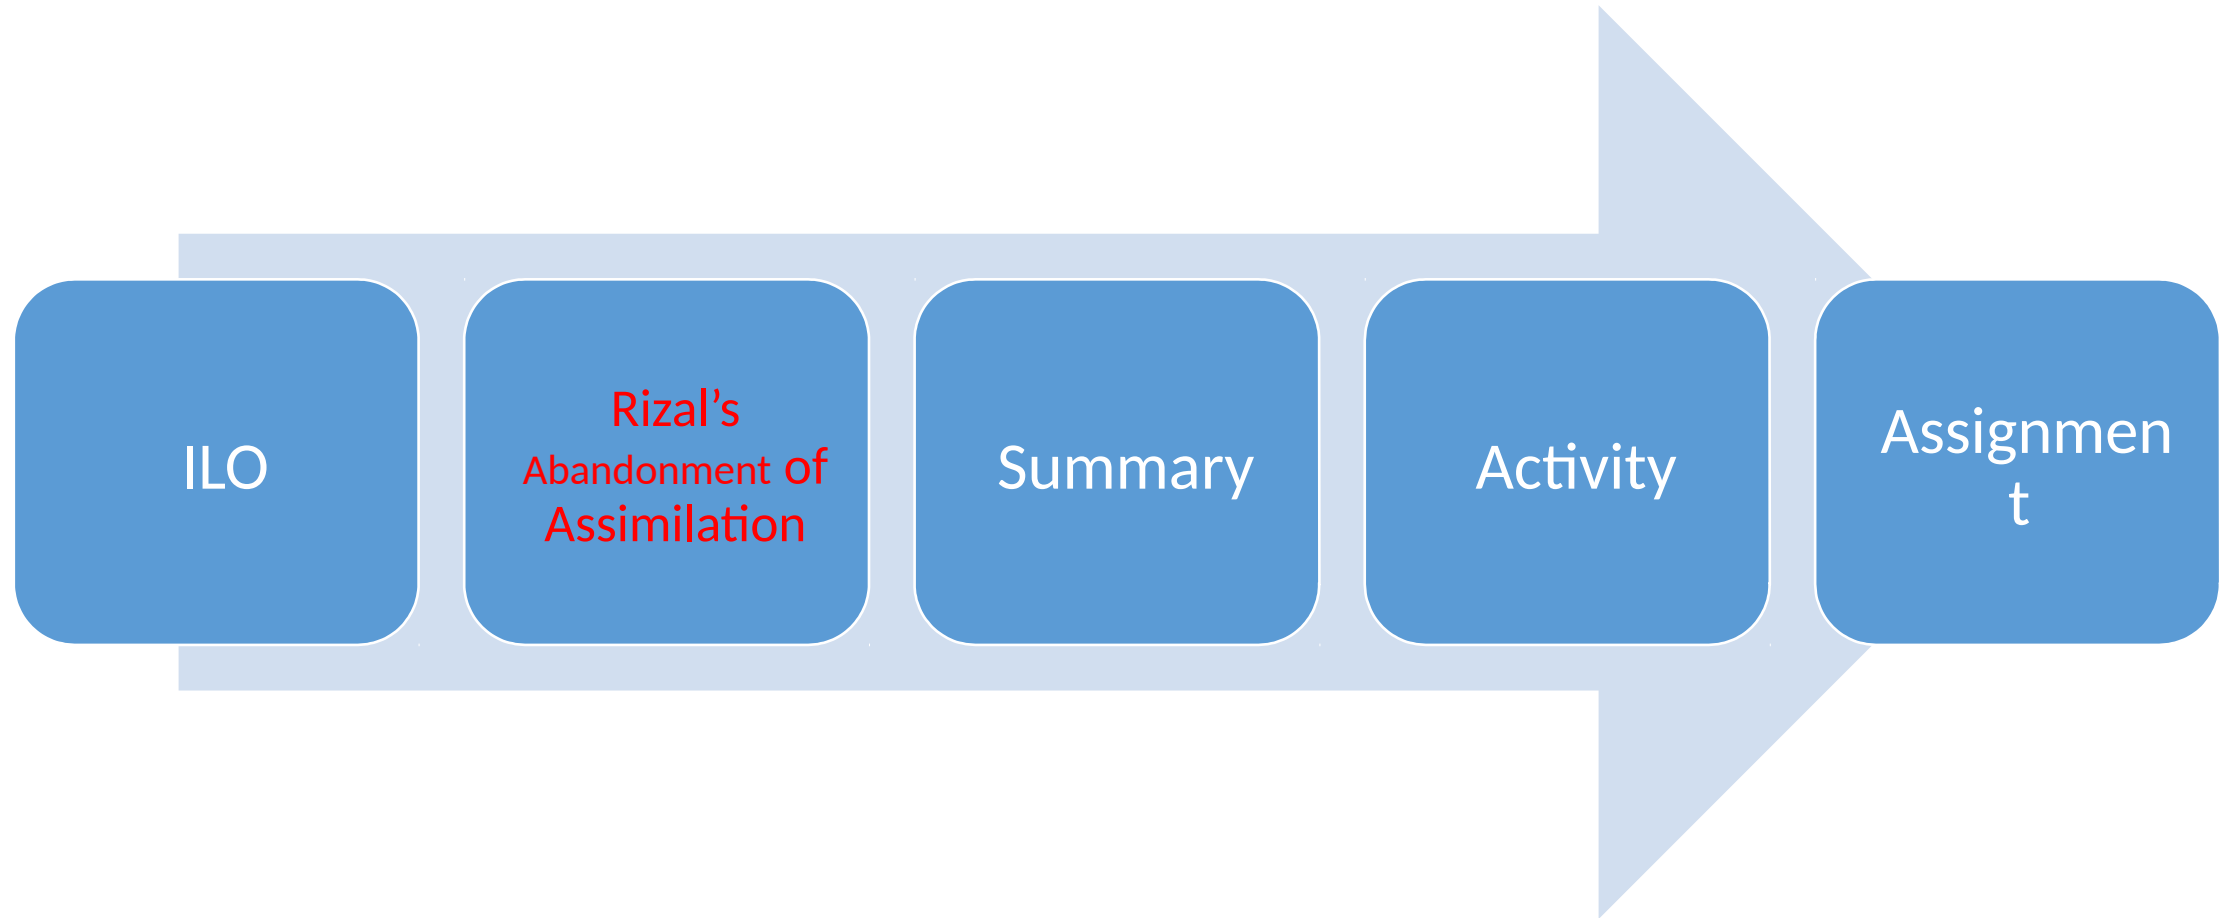 ILO
Rizal’s
Abandonment of
Assimilation
Summary
Activity
Assignmen
t